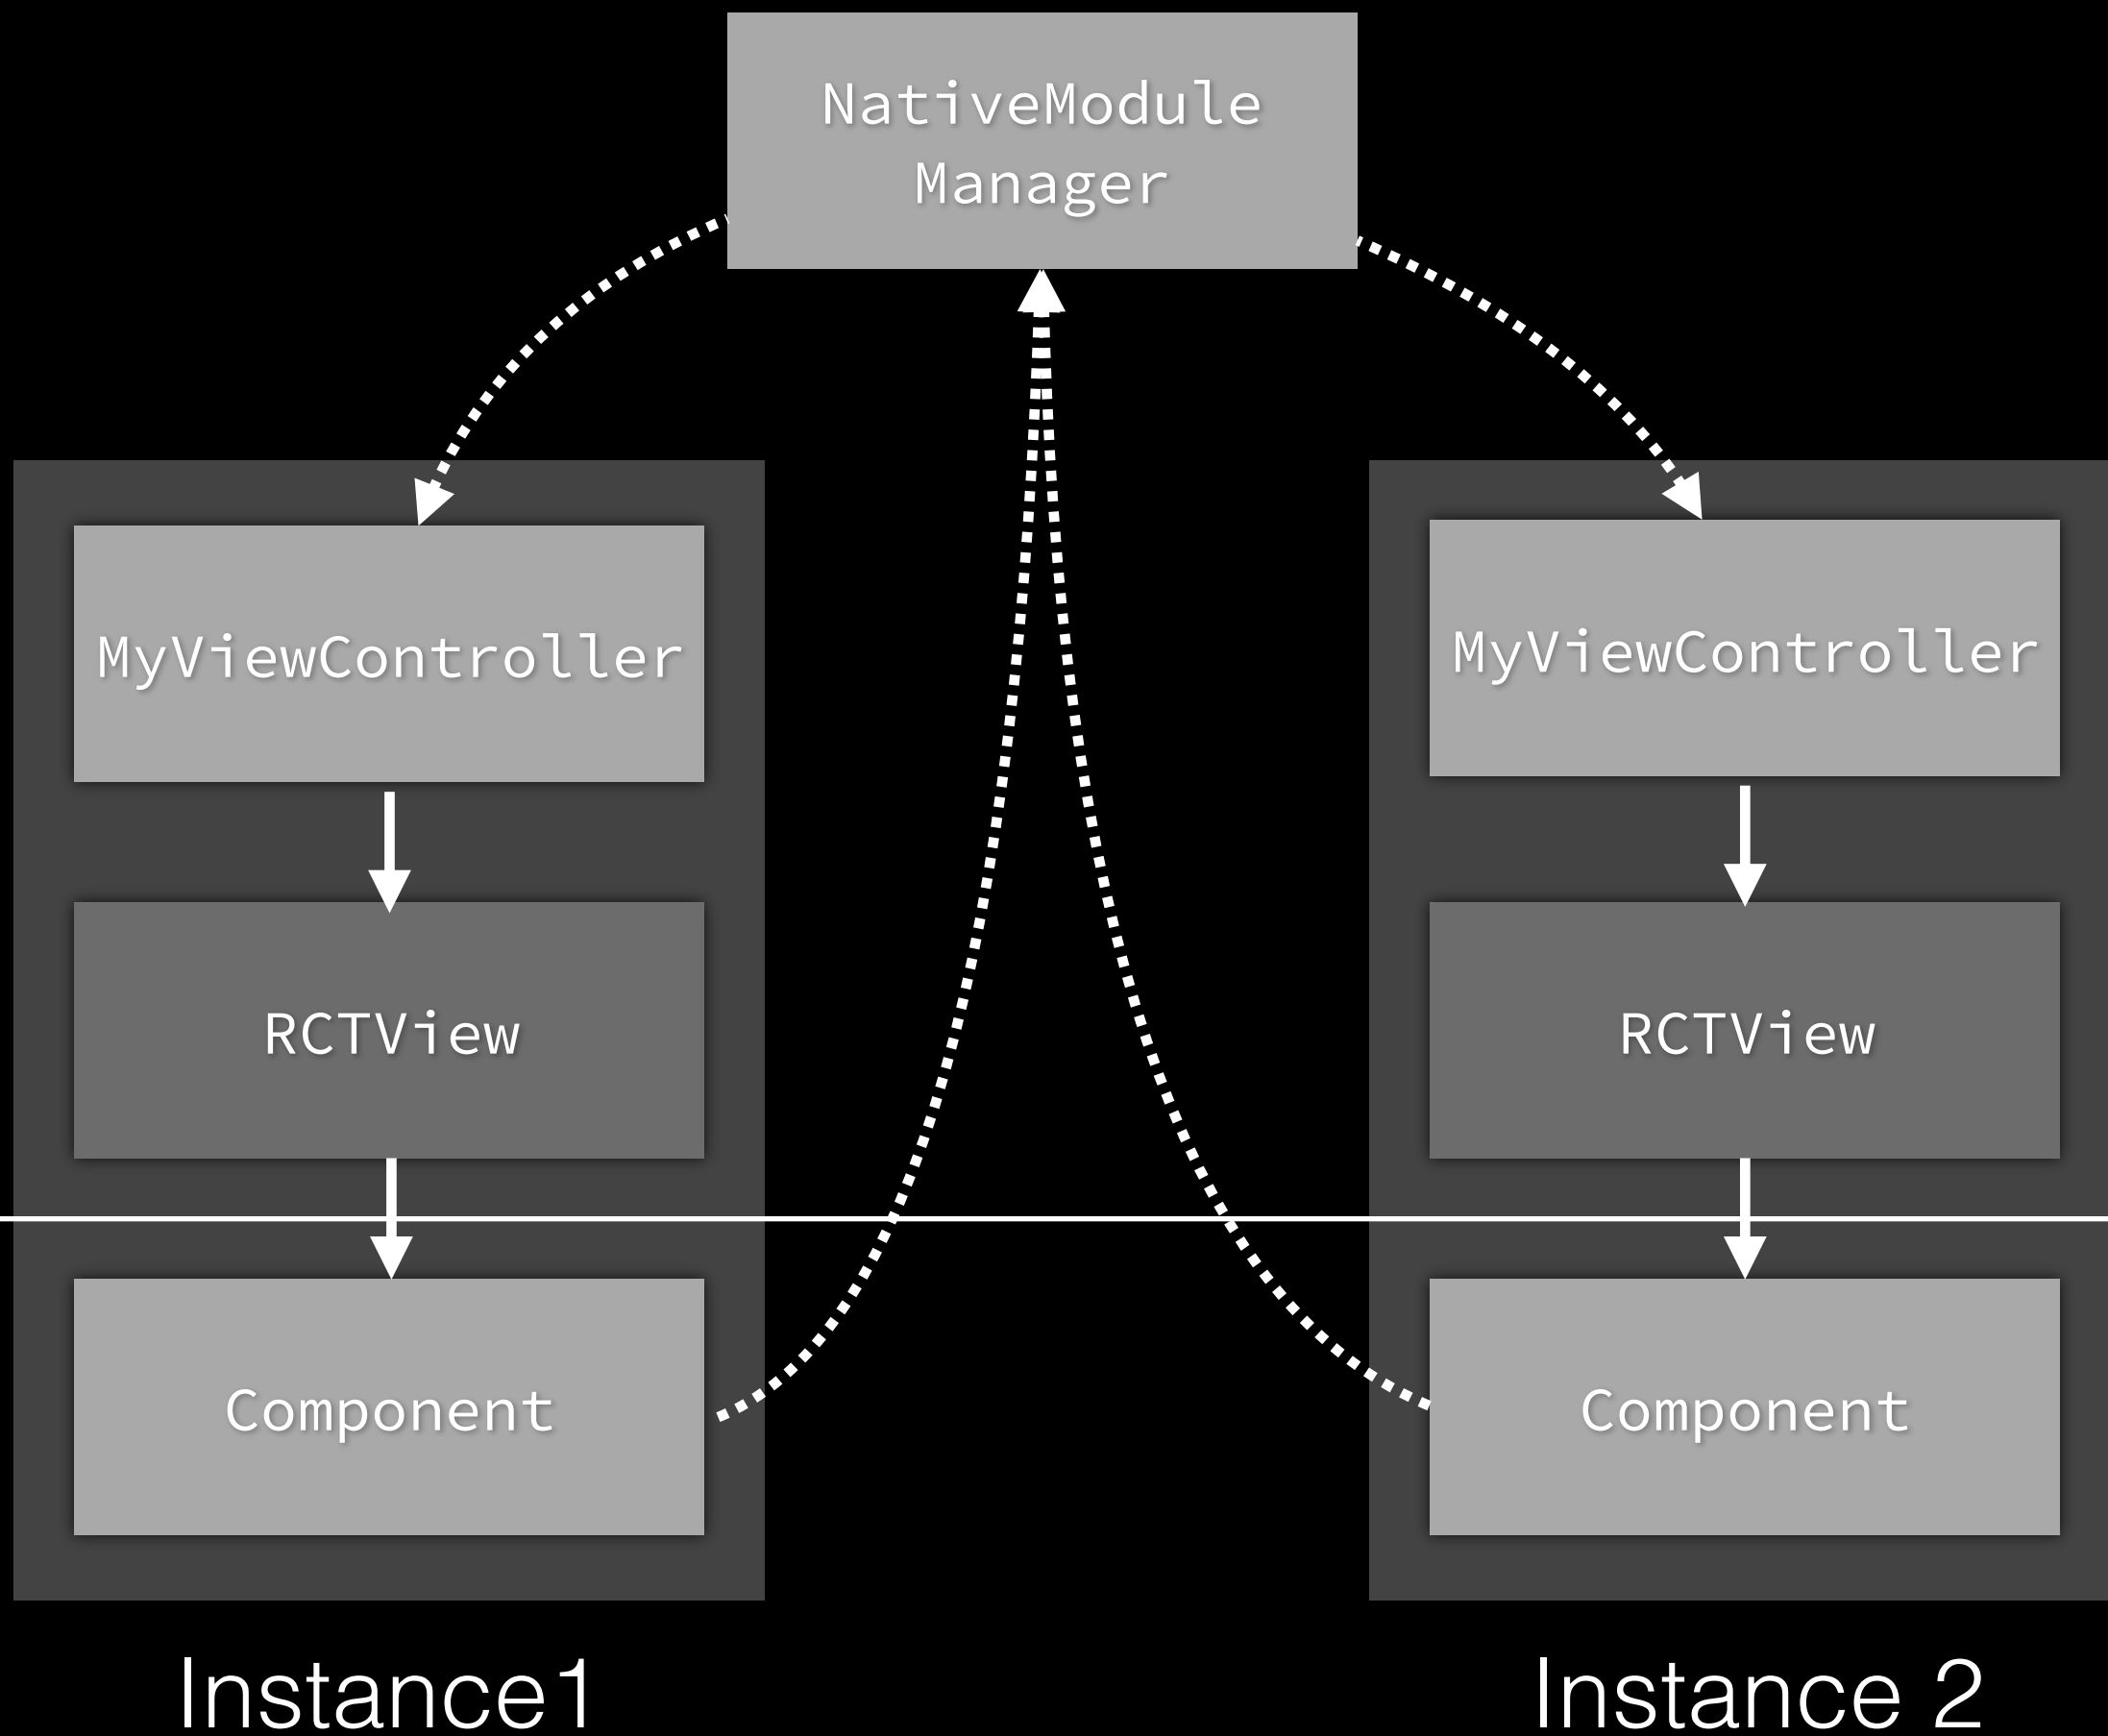 NativeModule
Manager
MyViewController
MyViewController
RCTView
RCTView
Component
Component
Instance1
Instance 2